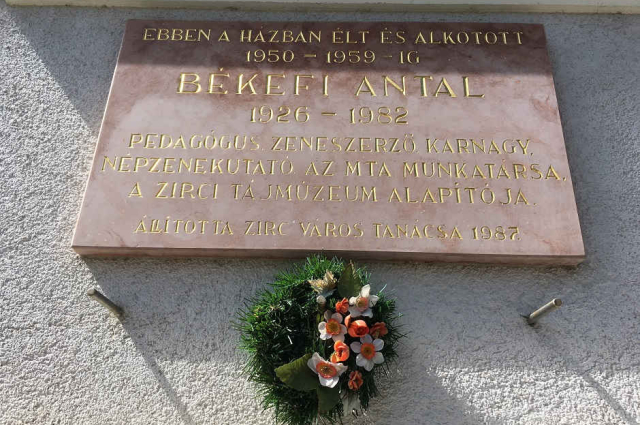 EBBEN A HÁZBAN ÉLT ÉS ALKOTOTT
1950 – 1959 - IG
BÉKEFI ANTAL
1926 – 1982
PEDAGÓGUS, ZENESZERZŐ, KARNAGY,
NÉPZENEKUTATÓ, AZ MTA MUNKATÁRSA,
A ZIRCI TÁJMÚZEUM ALAPÍTÓJA.
ÁLLÍTOTTA ZIRC VÁROS TANÁCSA 1987